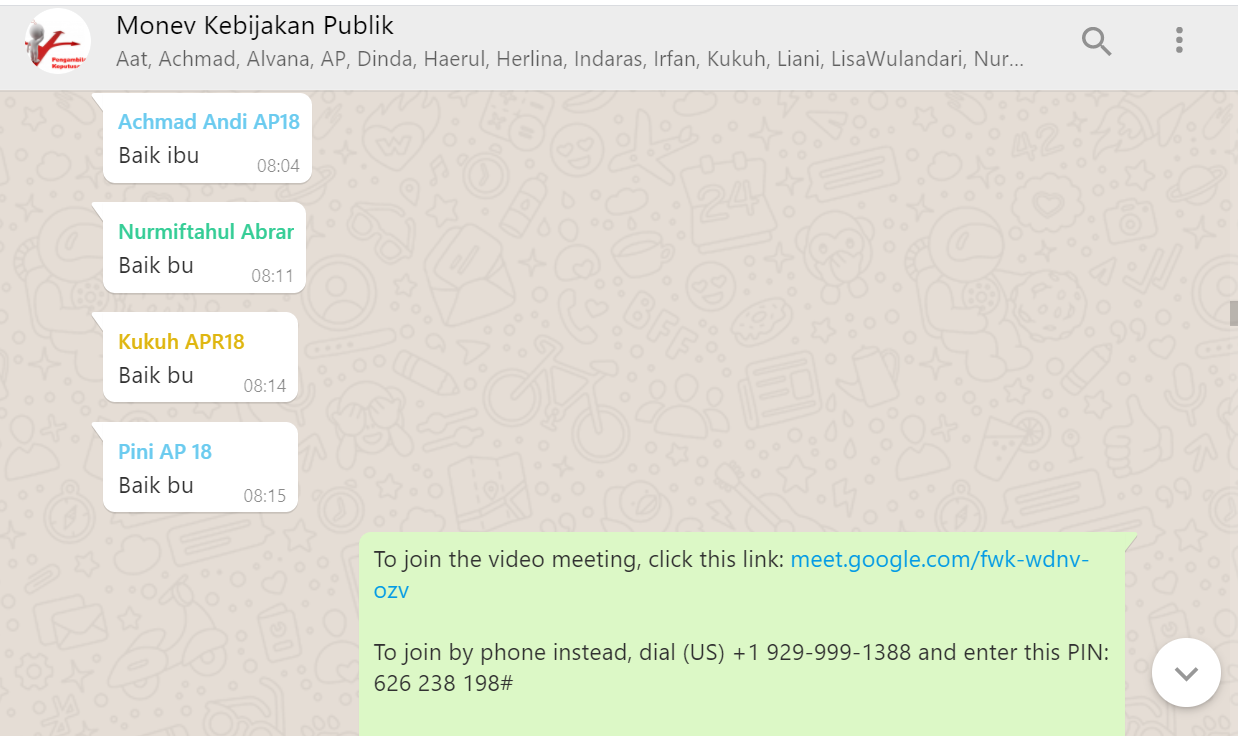 Monev Kebijakan Publik
Aat, Achmad, Alvana, AP, Dinda, Haerul, Herlina, Indaras, Irfan, Kukuh, Liani, LisaWulandari, Nur...
Pengambilan
Keputusan
Achmad Andi AP18
Baik ibu
08:04
Nurmiftahul Abrar
Baik bu
08:11
Kukuh APR18
Baik bu
08:14
Pini AP 18
Baik bu
08:15
To join the video meeting, click this link: meet.google.com/fwk-wdnv-
ozv
To join by phone instead, dial (US) +1 929-999-1388 and enter this PIN:
626 238 198#